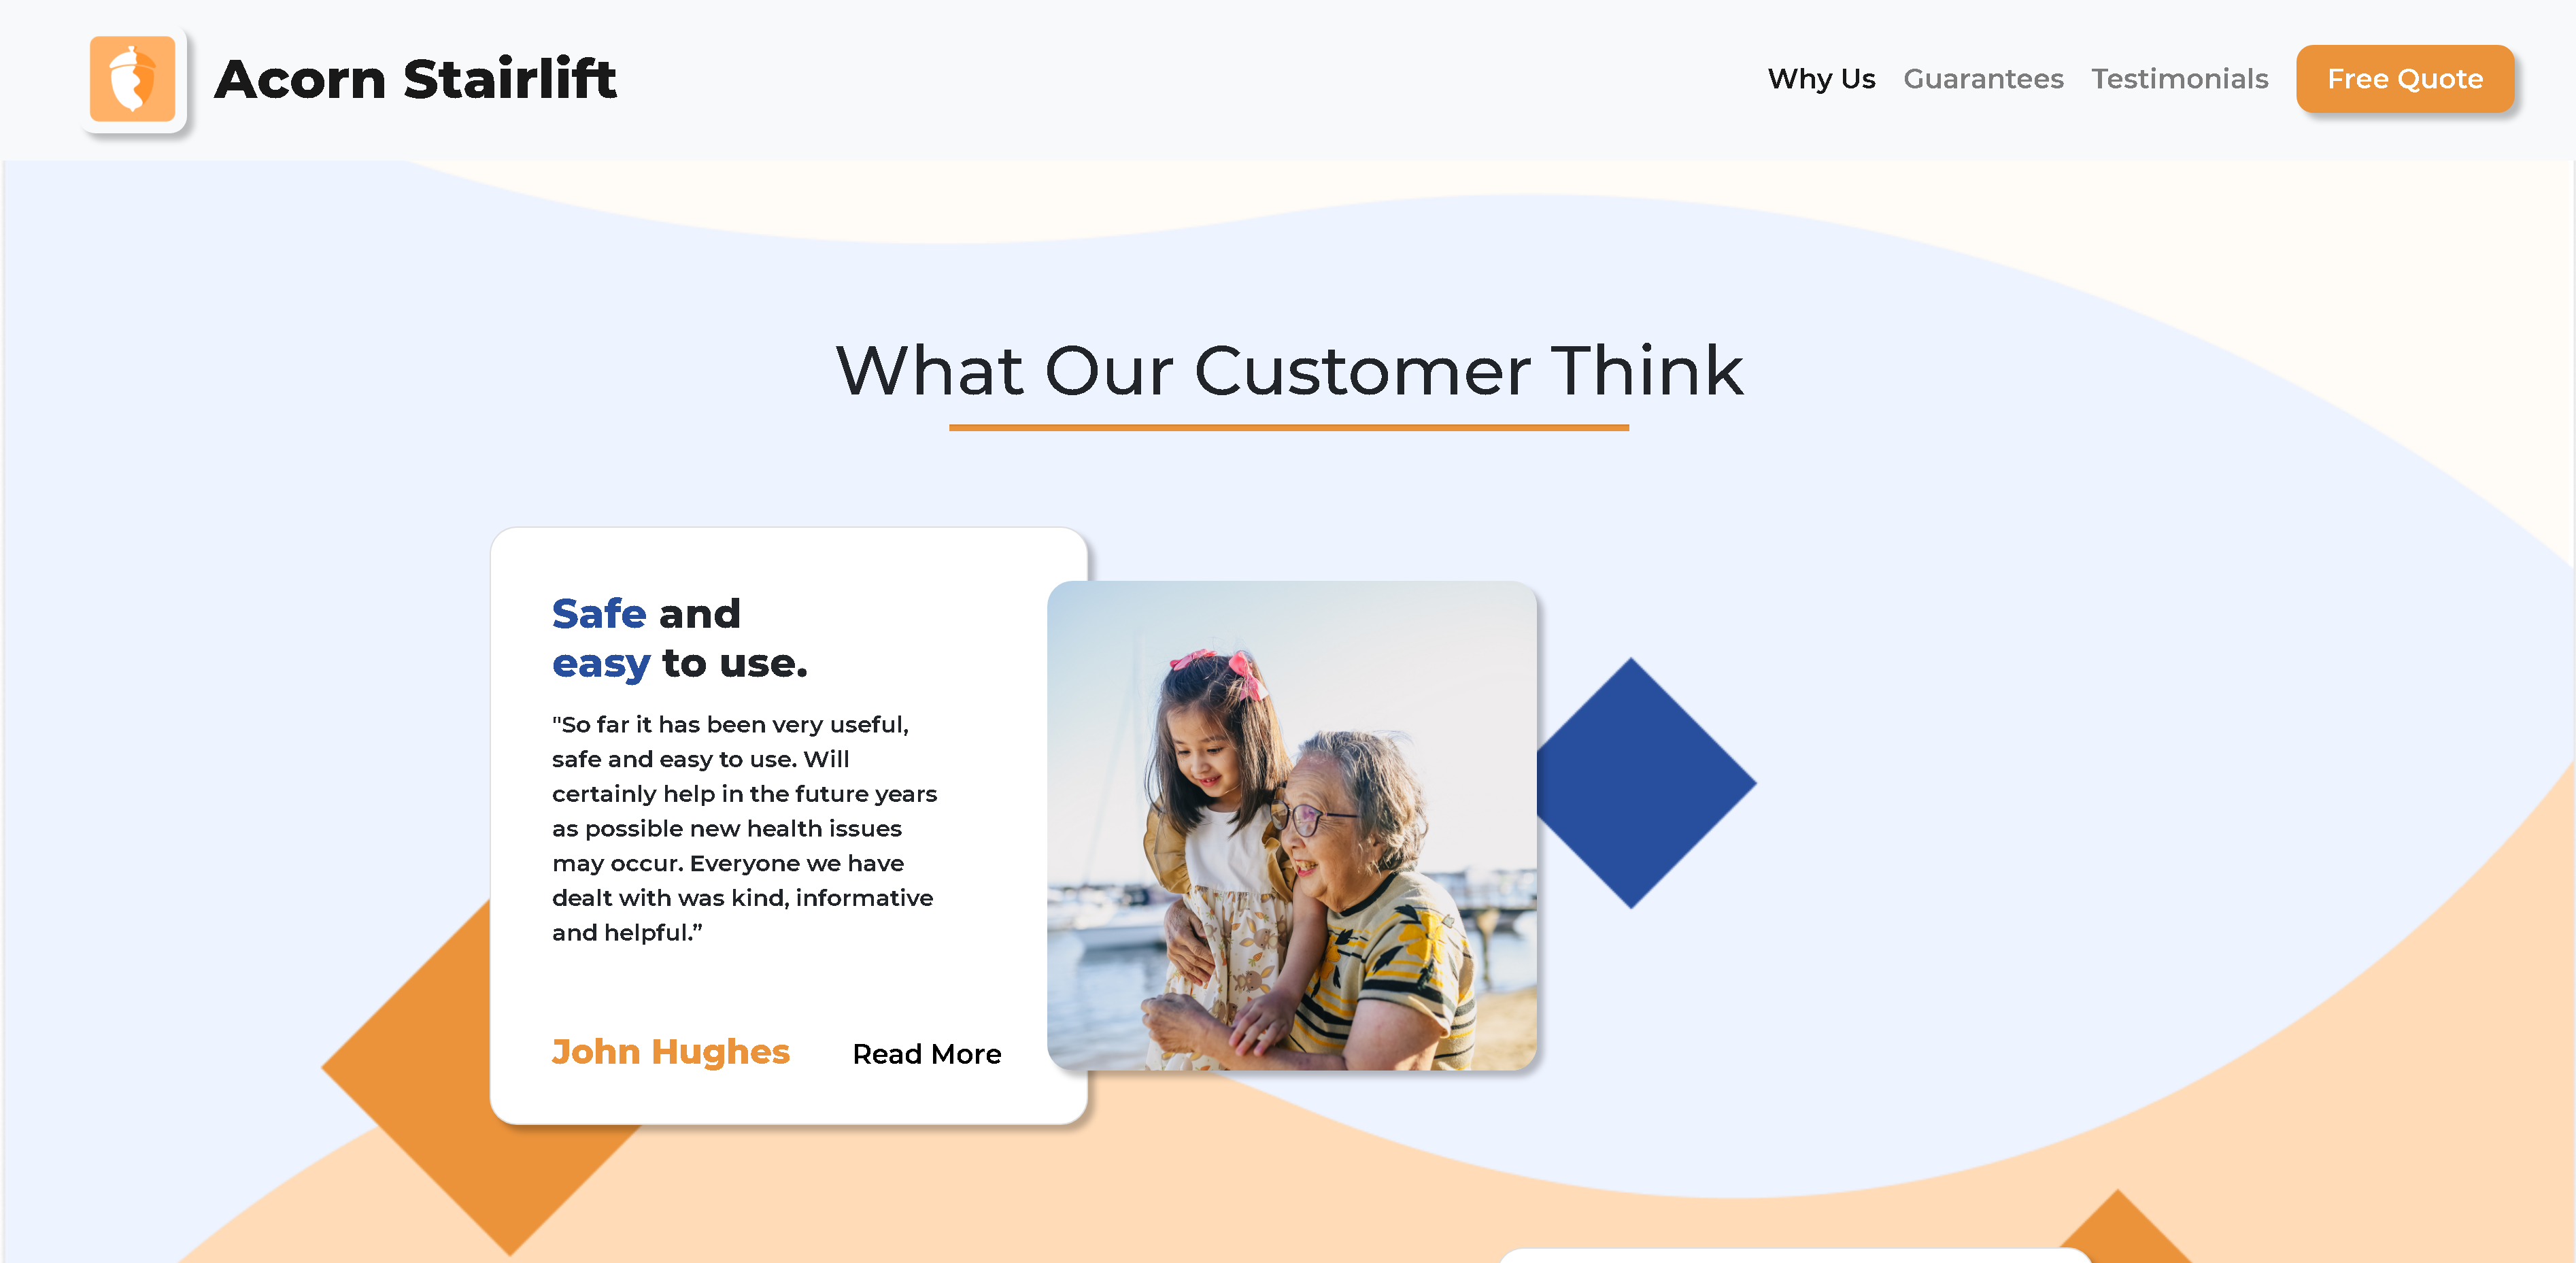 Acorn Stairlift
Why Us
Guarantees
Testimonials
Free Quote
What Our Customer Think
Safe and
easy to use.
"So far it has been very useful,
safe and easy to use. Will
certainly help in the future years
as possible new health issues
may occur. Everyone we have
dealt with was kind, informative
and helpful.”
John Hughes
Read More